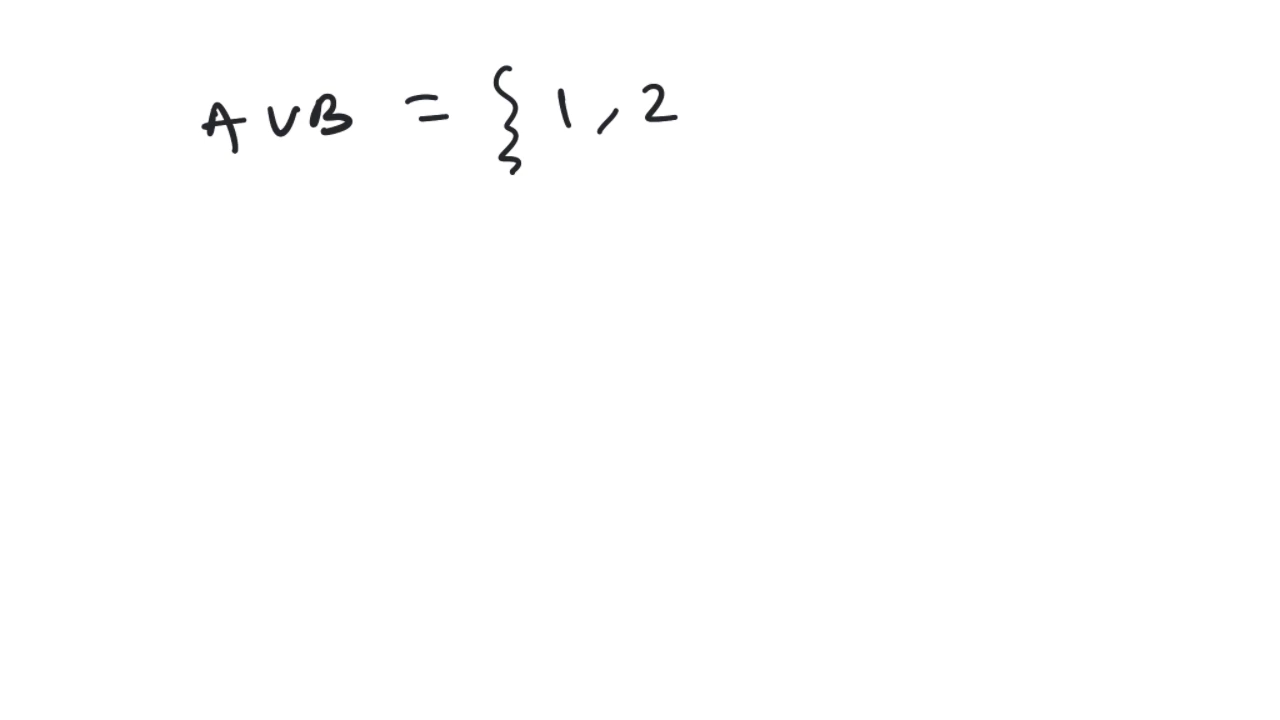 A ∪ B = { 1 , 2